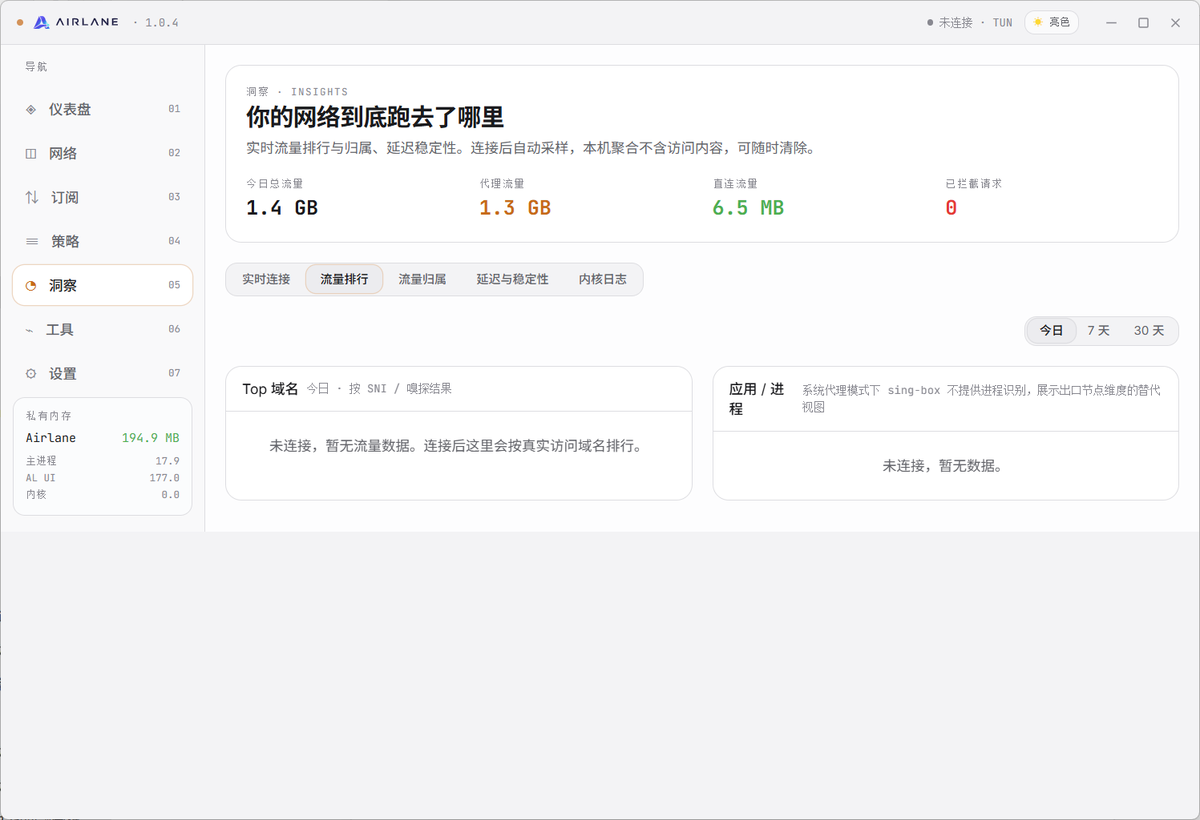 AIRLANE · 1.0.4
未连接 · TUN
亮色
导航
仪表盘 01
网络 02
订阅 03
策略 04
洞察 05
工具 06
设置 07
私有内存
Airlane 194.9 MB
主进程 17.9
AL UI 177.0
内核 0.0
洞察 · INSIGHTS
你的网络到底跑去了哪里
实时流量排行与归属、延迟稳定性。连接后自动采样，本机聚合不含访问内容，可随时清除。
今日总流量 代理流量 直连流量 已拦截请求
1.4 GB 1.3 GB 6.5 MB 0
实时连接 流量排行 流量归属 延迟与稳定性 内核日志
今日 7 天 30 天
Top 域名 今日 · 按 SNI / 嗅探结果
未连接，暂无流量数据。连接后这里会按真实访问域名排行。
应用 / 进
程
系统代理模式下 sing-box 不提供进程识别，展示出口节点维度的替代
视图
未连接，暂无数据。